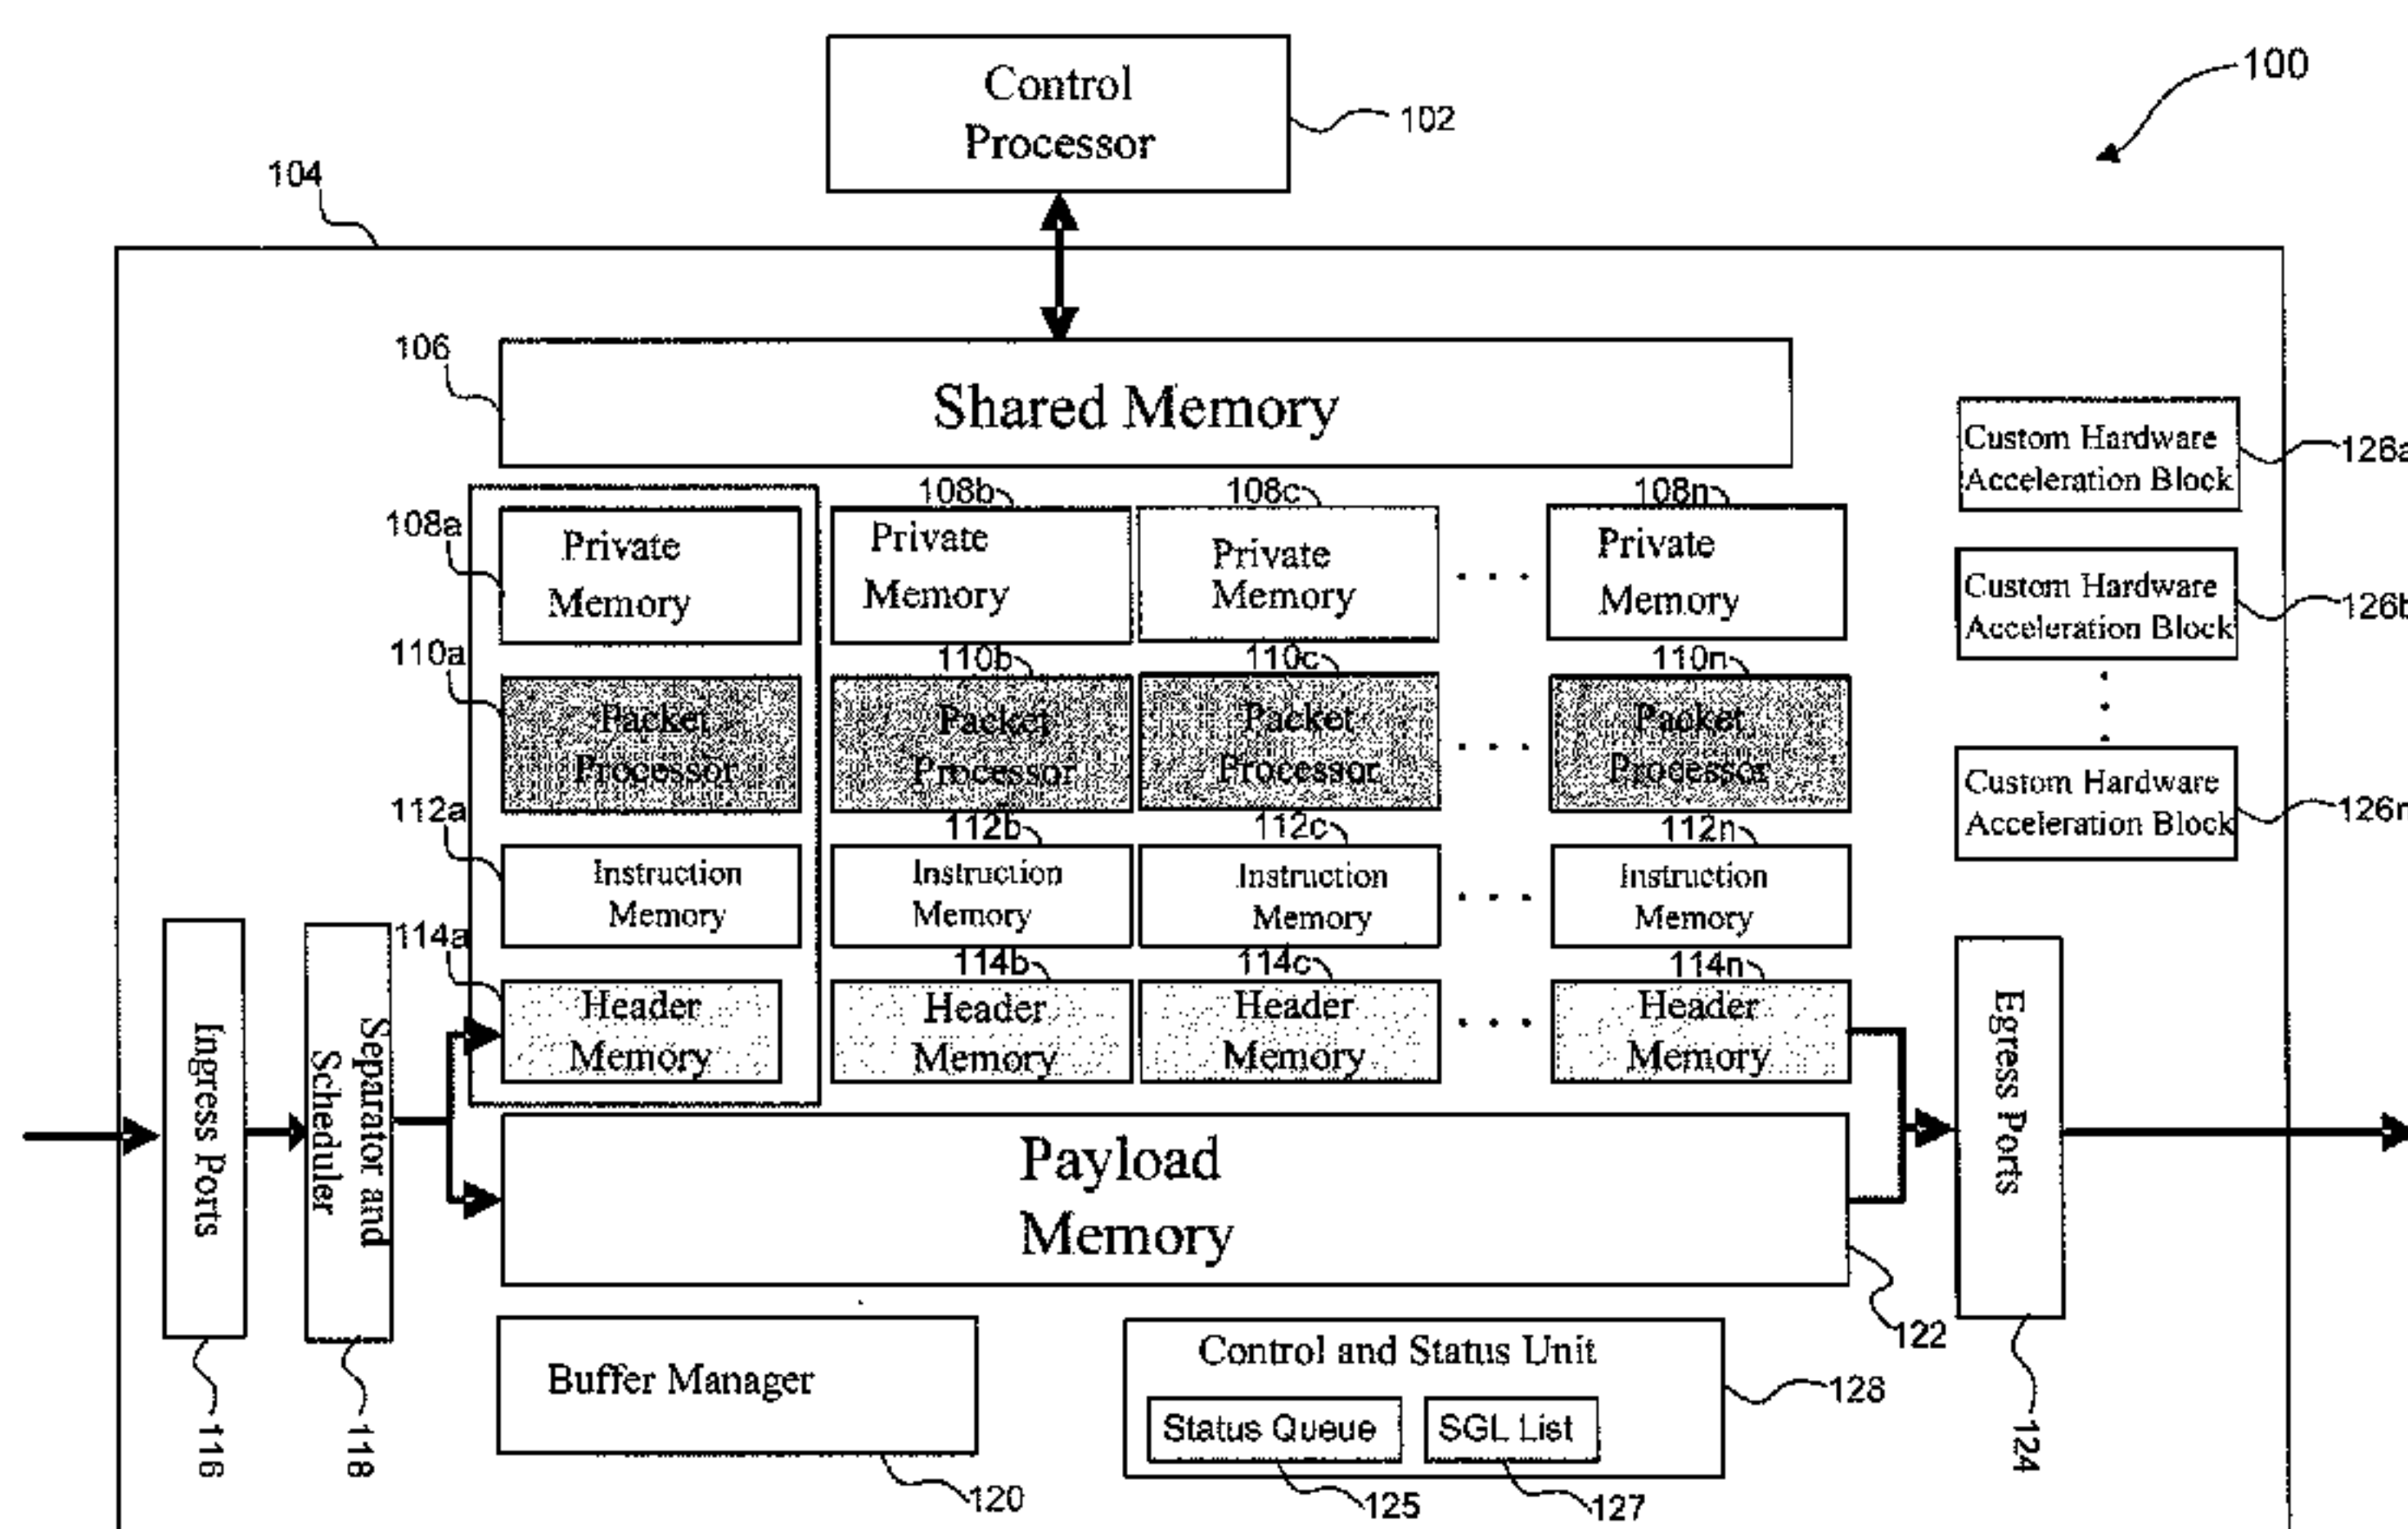 Control
Processor
102
100
104
106
Shared Memory
Custom Hardware
Acceleration Block
126a
108a
108b
108c
108n
Private
Memory
Private
Memory
Private
Memory
. . .
Private
Memory
Custom Hardware
Acceleration Block
126b
110a
110b
110c
110n
Packet
Processor
Packet
Processor
Packet
Processor
. . .
Packet
Processor
Custom Hardware
Acceleration Block
126n
112a
112b
112c
112n
Instruction
Memory
Instruction
Memory
Instruction
Memory
. . .
Instruction
Memory
114a
114b
114c
114n
Header
Memory
Header
Memory
Header
Memory
. . .
Header
Memory
Ingress Ports
Separator and
Scheduler
Egress Ports
Payload
Memory
122
116
118
124
Buffer Manager
120
Control and Status Unit
128
Status Queue
SGL List
125
127